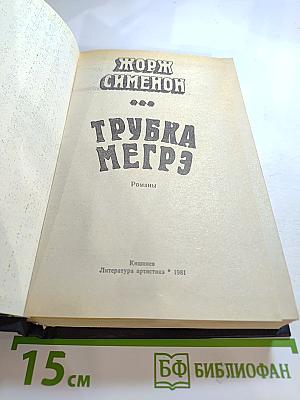 ЖОРЖ
СИМЕНОН
ТРУБКА
МЕГРЭ
Романы
Кишинев
Литература артистикэ * 1981
15 см
БФ БИБЛИОФАН